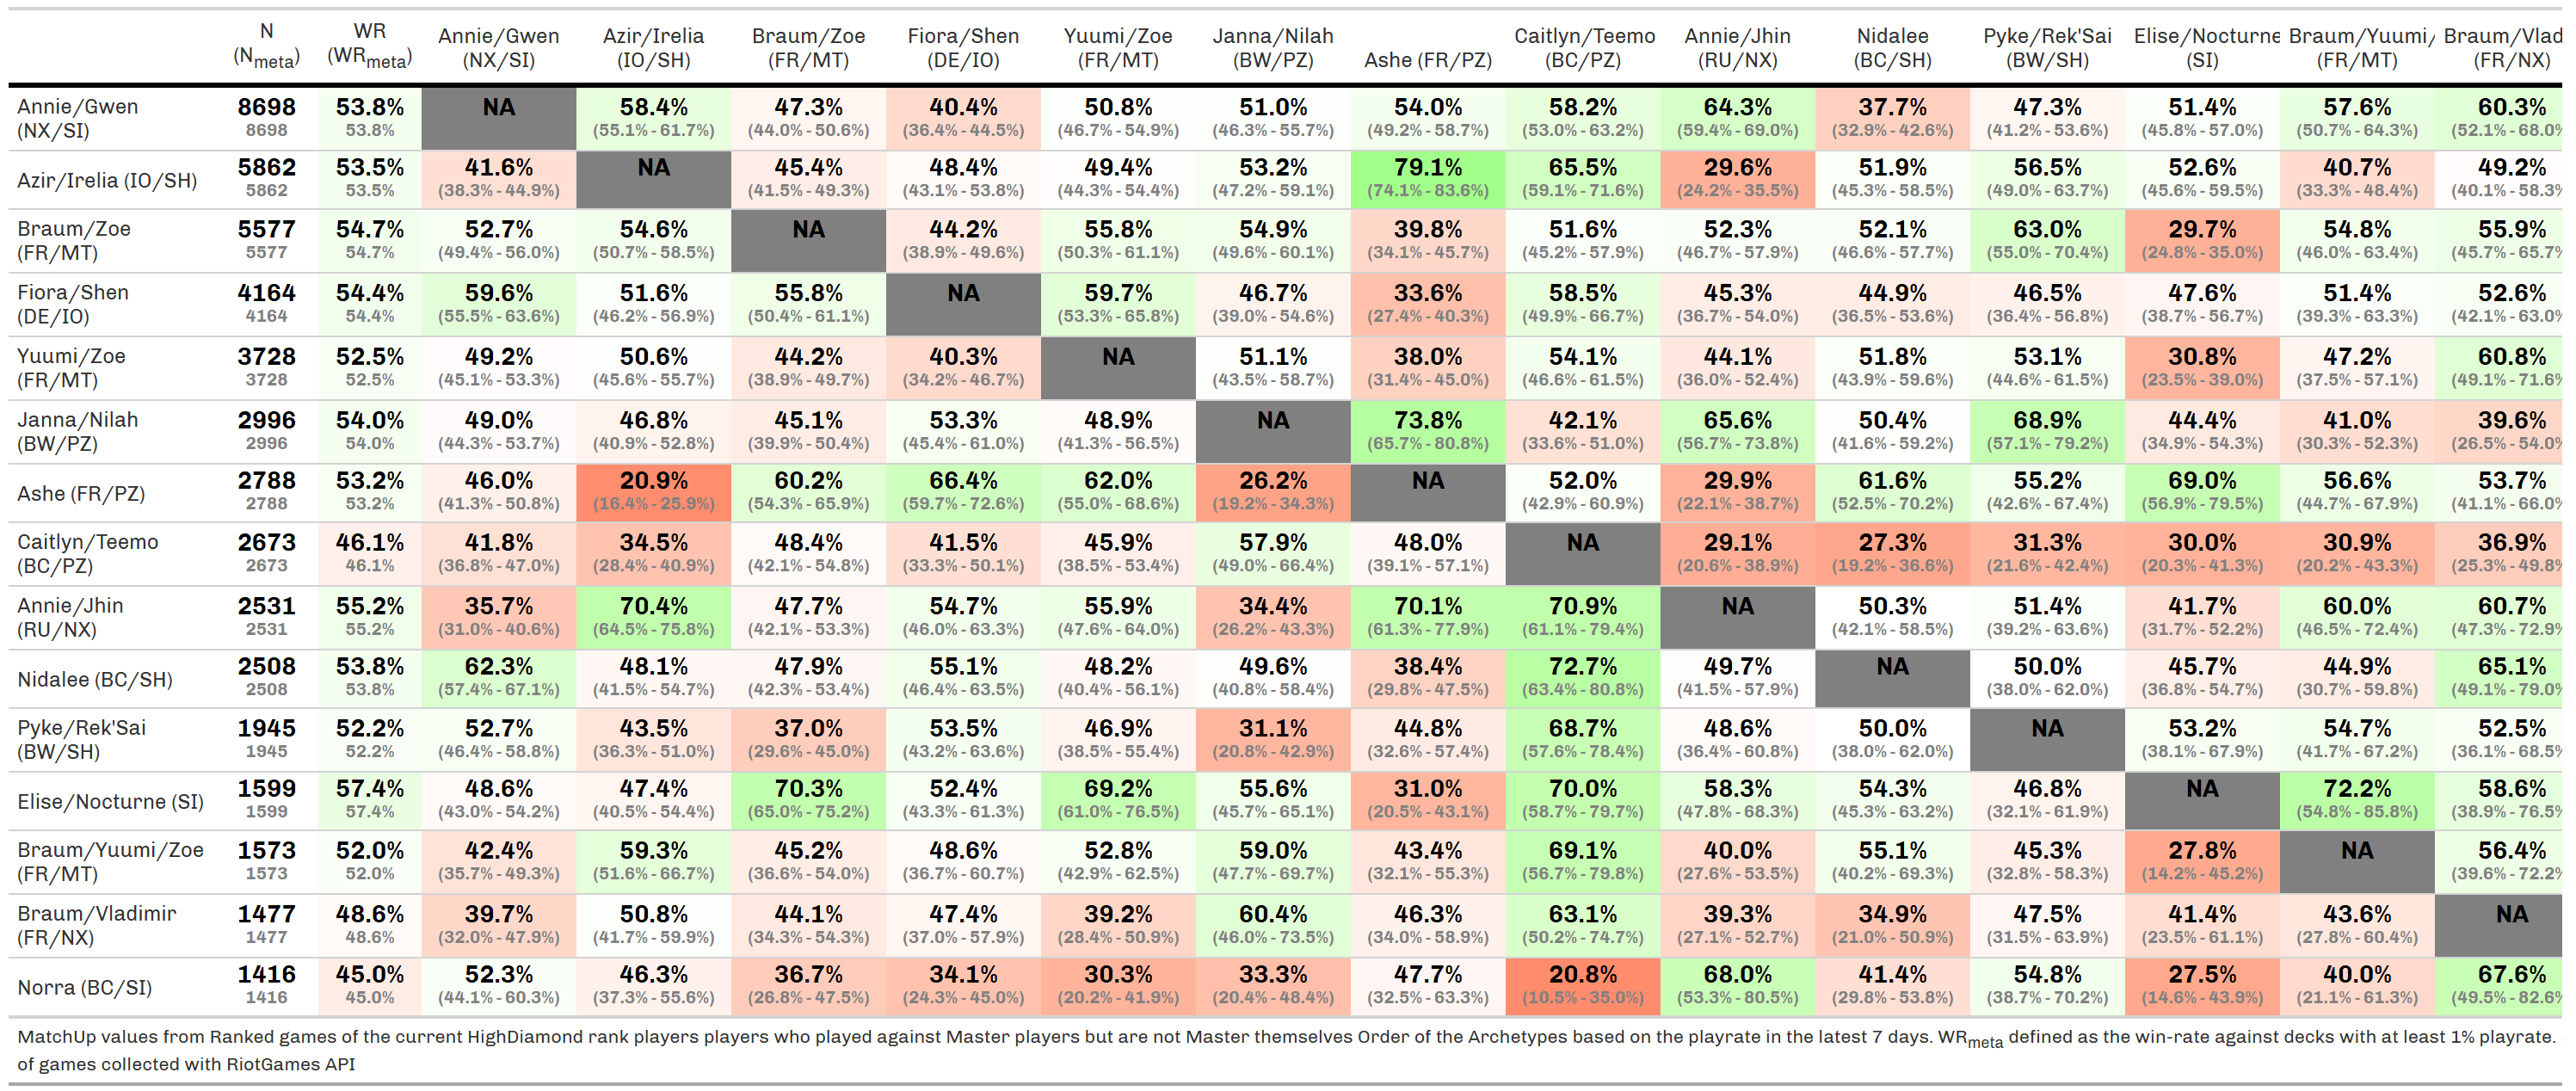 N WR Annie/Gwen Azir/Irelia Braum/Zoe Fiora/Shen Yuumi/Zoe Janna/Nilah Ashe (FR/PZ) Caitlyn/Teemo Annie/Jhin Nidalee Pyke/Rek'Sai Elise/Nocturne Braum/Yuumi/ Braum/Vlad
(Nmeta) (WRmeta) (NX/SI) (IO/SH) (FR/MT) (DE/IO) (FR/MT) (BW/PZ) (BC/PZ) (RU/NX) (BC/SH) (BW/SH) (SI) (FR/MT) (FR/NX)
Annie/Gwen 8698 53.8% NA 58.4% 47.3% 40.4% 50.8% 51.0% 54.0% 58.2% 64.3% 37.7% 47.3% 51.4% 57.6% 60.3%
(NX/SI) 8698 53.8% (55.1% - 61.7%) (44.0% - 50.6%) (36.4% - 44.5%) (46.7% - 54.9%) (46.3% - 55.7%) (49.2% - 58.7%) (53.0% - 63.2%) (59.4% - 69.0%) (32.9% - 42.6%) (41.2% - 53.6%) (45.8% - 57.0%) (50.7% - 64.3%) (52.1% - 68.0%
Azir/Irelia (IO/SH) 5862 53.5% 41.6% NA 45.4% 48.4% 49.4% 53.2% 79.1% 65.5% 29.6% 51.9% 56.5% 52.6% 40.7% 49.2%
5862 53.5% (38.3% - 44.9%) (41.5% - 49.3%) (43.1% - 53.8%) (44.3% - 54.4%) (47.2% - 59.1%) (74.1% - 83.6%) (59.1% - 71.6%) (24.2% - 35.5%) (45.3% - 58.5%) (49.0% - 63.7%) (45.6% - 59.5%) (33.3% - 48.4%) (40.1% - 58.3%
Braum/Zoe 5577 54.7% 52.7% 54.6% NA 44.2% 55.8% 54.9% 39.8% 51.6% 52.3% 52.1% 63.0% 29.7% 54.8% 55.9%
(FR/MT) 5577 54.7% (49.4% - 56.0%) (50.7% - 58.5%) (38.9% - 49.6%) (50.3% - 61.1%) (49.6% - 60.1%) (34.1% - 45.7%) (45.2% - 57.9%) (46.7% - 57.9%) (46.6% - 57.7%) (55.0% - 70.4%) (24.8% - 35.0%) (46.0% - 63.4%) (45.7% - 65.7%
Fiora/Shen 4164 54.4% 59.6% 51.6% 55.8% NA 59.7% 46.7% 33.6% 58.5% 45.3% 44.9% 46.5% 47.6% 51.4% 52.6%
(DE/IO) 4164 54.4% (55.5% - 63.6%) (46.2% - 56.9%) (50.4% - 61.1%) (53.3% - 65.8%) (39.0% - 54.6%) (27.4% - 40.3%) (49.9% - 66.7%) (36.7% - 54.0%) (36.5% - 53.6%) (36.4% - 56.8%) (38.7% - 56.7%) (39.3% - 63.3%) (42.1% - 63.0%
Yuumi/Zoe 3728 52.5% 49.2% 50.6% 44.2% 40.3% NA 51.1% 38.0% 54.1% 44.1% 51.8% 53.1% 30.8% 47.2% 60.8%
(FR/MT) 3728 52.5% (45.1% - 53.3%) (45.6% - 55.7%) (38.9% - 49.7%) (34.2% - 46.7%) (43.5% - 58.7%) (31.4% - 45.0%) (46.6% - 61.5%) (36.0% - 52.4%) (43.9% - 59.6%) (44.6% - 61.5%) (23.5% - 39.0%) (37.5% - 57.1%) (49.1% - 71.6%
Janna/Nilah 2996 54.0% 49.0% 46.8% 45.1% 53.3% 48.9% NA 73.8% 42.1% 65.6% 50.4% 68.9% 44.4% 41.0% 39.6%
(BW/PZ) 2996 54.0% (44.3% - 53.7%) (40.9% - 52.8%) (39.9% - 50.4%) (45.4% - 61.0%) (41.3% - 56.5%) (65.7% - 80.8%) (33.6% - 51.0%) (56.7% - 73.8%) (41.6% - 59.2%) (57.1% - 79.2%) (34.9% - 54.3%) (30.3% - 52.3%) (26.5% - 54.0%
Ashe (FR/PZ) 2788 53.2% 46.0% 20.9% 60.2% 66.4% 62.0% 26.2% NA 52.0% 29.9% 61.6% 55.2% 69.0% 56.6% 53.7%
2788 53.2% (41.3% - 50.8%) (16.4% - 25.9%) (54.3% - 65.9%) (59.7% - 72.6%) (55.0% - 68.6%) (19.2% - 34.3%) (42.9% - 60.9%) (22.1% - 38.7%) (52.5% - 70.2%) (42.6% - 67.4%) (56.9% - 79.5%) (44.7% - 67.9%) (41.1% - 66.0%
Caitlyn/Teemo 2673 46.1% 41.8% 34.5% 48.4% 41.5% 45.9% 57.9% 48.0% NA 29.1% 27.3% 31.3% 30.0% 30.9% 36.9%
(BC/PZ) 2673 46.1% (36.8% - 47.0%) (28.4% - 40.9%) (42.1% - 54.8%) (33.3% - 50.1%) (38.5% - 53.4%) (49.0% - 66.4%) (39.1% - 57.1%) (20.6% - 38.9%) (19.2% - 36.6%) (21.6% - 42.4%) (20.3% - 41.3%) (20.2% - 43.3%) (25.3% - 49.8%
Annie/Jhin 2531 55.2% 35.7% 70.4% 47.7% 54.7% 55.9% 34.4% 70.1% 70.9% NA 50.3% 51.4% 41.7% 60.0% 60.7%
(RU/NX) 2531 55.2% (31.0% - 40.6%) (64.5% - 75.8%) (42.1% - 53.3%) (46.0% - 63.3%) (47.6% - 64.0%) (26.2% - 43.3%) (61.3% - 77.9%) (61.1% - 79.4%) (42.1% - 58.5%) (39.2% - 63.6%) (31.7% - 52.2%) (46.5% - 72.4%) (47.3% - 72.9%
Nidalee (BC/SH) 2508 53.8% 62.3% 48.1% 47.9% 55.1% 48.2% 49.6% 38.4% 72.7% 49.7% NA 50.0% 45.7% 44.9% 65.1%
2508 53.8% (57.4% - 67.1%) (41.5% - 54.7%) (42.3% - 53.4%) (46.4% - 63.5%) (40.4% - 56.1%) (40.8% - 58.4%) (29.8% - 47.5%) (63.4% - 80.8%) (41.5% - 57.9%) (38.0% - 62.0%) (36.8% - 54.7%) (30.7% - 59.8%) (49.1% - 79.0%
Pyke/Rek'Sai 1945 52.2% 52.7% 43.5% 37.0% 53.5% 46.9% 31.1% 44.8% 68.7% 48.6% 50.0% NA 53.2% 54.7% 52.5%
(BW/SH) 1945 52.2% (46.4% - 58.8%) (36.3% - 51.0%) (29.6% - 45.0%) (43.2% - 63.6%) (38.5% - 55.4%) (20.8% - 42.9%) (32.6% - 57.4%) (57.6% - 78.4%) (36.4% - 60.8%) (38.0% - 62.0%) (38.1% - 67.9%) (41.7% - 67.2%) (36.1% - 68.5%
Elise/Nocturne (SI) 1599 57.4% 48.6% 47.4% 70.3% 52.4% 69.2% 55.6% 31.0% 70.0% 58.3% 54.3% 46.8% NA 72.2% 58.6%
1599 57.4% (43.0% - 54.2%) (40.5% - 54.4%) (65.0% - 75.2%) (43.3% - 61.3%) (61.0% - 76.5%) (45.7% - 65.1%) (20.5% - 43.1%) (58.7% - 79.7%) (47.8% - 68.3%) (45.3% - 63.2%) (32.1% - 61.9%) (54.8% - 85.8%) (38.9% - 76.5%
Braum/Yuumi/Zoe 1573 52.0% 42.4% 59.3% 45.2% 48.6% 52.8% 59.0% 43.4% 69.1% 40.0% 55.1% 45.3% 27.8% NA 56.4%
(FR/MT) 1573 52.0% (35.7% - 49.3%) (51.6% - 66.7%) (36.6% - 54.0%) (36.7% - 60.7%) (42.9% - 62.5%) (47.7% - 69.7%) (32.1% - 55.3%) (56.7% - 79.8%) (27.6% - 53.5%) (40.2% - 69.3%) (32.8% - 58.3%) (14.2% - 45.2%) (39.6% - 72.2%
Braum/Vladimir 1477 48.6% 39.7% 50.8% 44.1% 47.4% 39.2% 60.4% 46.3% 63.1% 39.3% 34.9% 47.5% 41.4% 43.6% NA
(FR/NX) 1477 48.6% (32.0% - 47.9%) (41.7% - 59.9%) (34.3% - 54.3%) (37.0% - 57.9%) (28.4% - 50.9%) (46.0% - 73.5%) (34.0% - 58.9%) (50.2% - 74.7%) (27.1% - 52.7%) (21.0% - 50.9%) (31.5% - 63.9%) (23.5% - 61.1%) (27.8% - 60.4%)
Norra (BC/SI) 1416 45.0% 52.3% 46.3% 36.7% 34.1% 30.3% 33.3% 47.7% 20.8% 68.0% 41.4% 54.8% 27.5% 40.0% 67.6%
1416 45.0% (44.1% - 60.3%) (37.3% - 55.6%) (26.8% - 47.5%) (24.3% - 45.0%) (20.2% - 41.9%) (20.4% - 48.4%) (32.5% - 63.3%) (10.5% - 35.0%) (53.3% - 80.5%) (29.8% - 53.8%) (38.7% - 70.2%) (14.6% - 43.9%) (21.1% - 61.3%) (49.5% - 82.6%
MatchUp values from Ranked games of the current HighDiamond rank players players who played against Master players but are not Master themselves Order of the Archetypes based on the playrate in the latest 7 days. WRmeta defined as the win-rate against decks with at least 1% playrate.
of games collected with RiotGames API